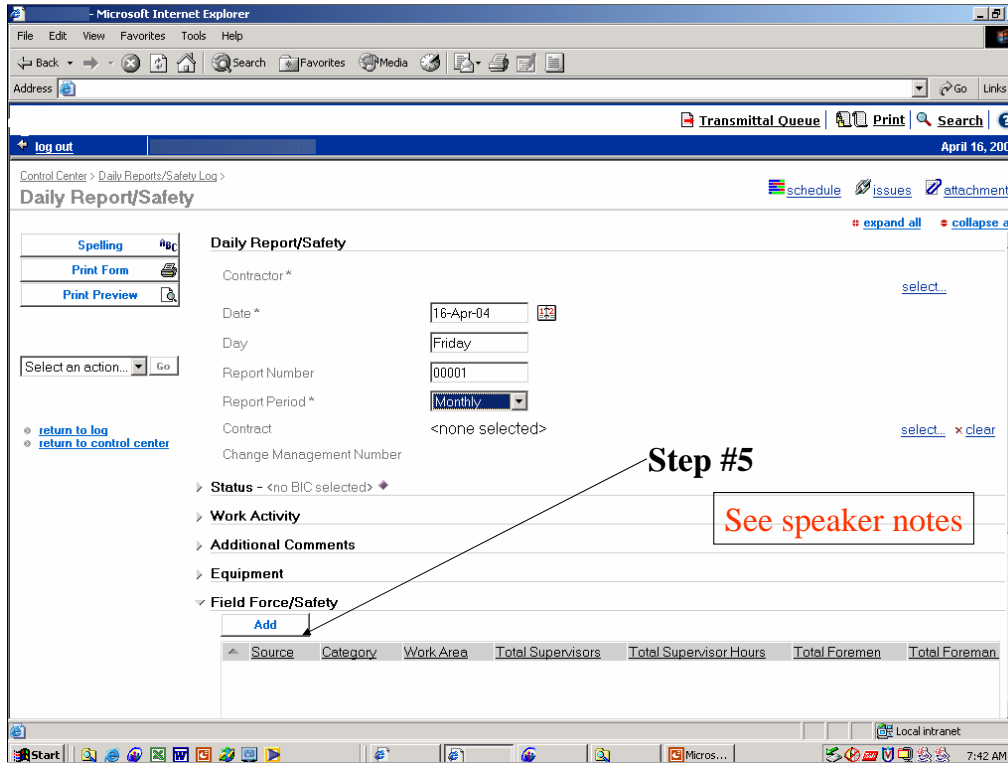 - Microsoft Internet Explorer
File Edit View Favorites Tools Help
Back Search Favorites Media
Address Go Links
Transmittal Queue Print Search
log out April 16, 200
Control Center > Daily Reports/Safety Log >
Daily Report/Safety schedule issues attachment
expand all collapse a
Spelling ABC Daily Report/Safety
Print Form Contractor * select...
Print Preview
Date * 16-Apr-04
Day Friday
Select an action... Go
Report Number 00001
Report Period * Monthly
return to log Contract <none selected> select... × clear
return to control center
Change Management Number
Step #5
Status - <no BIC selected>
See speaker notes
Work Activity
Additional Comments
Equipment
Field Force/Safety
Add
Source Category Work Area Total Supervisors Total Supervisor Hours Total Foremen Total Foreman
Local intranet
Start Micros... 7:42 AM